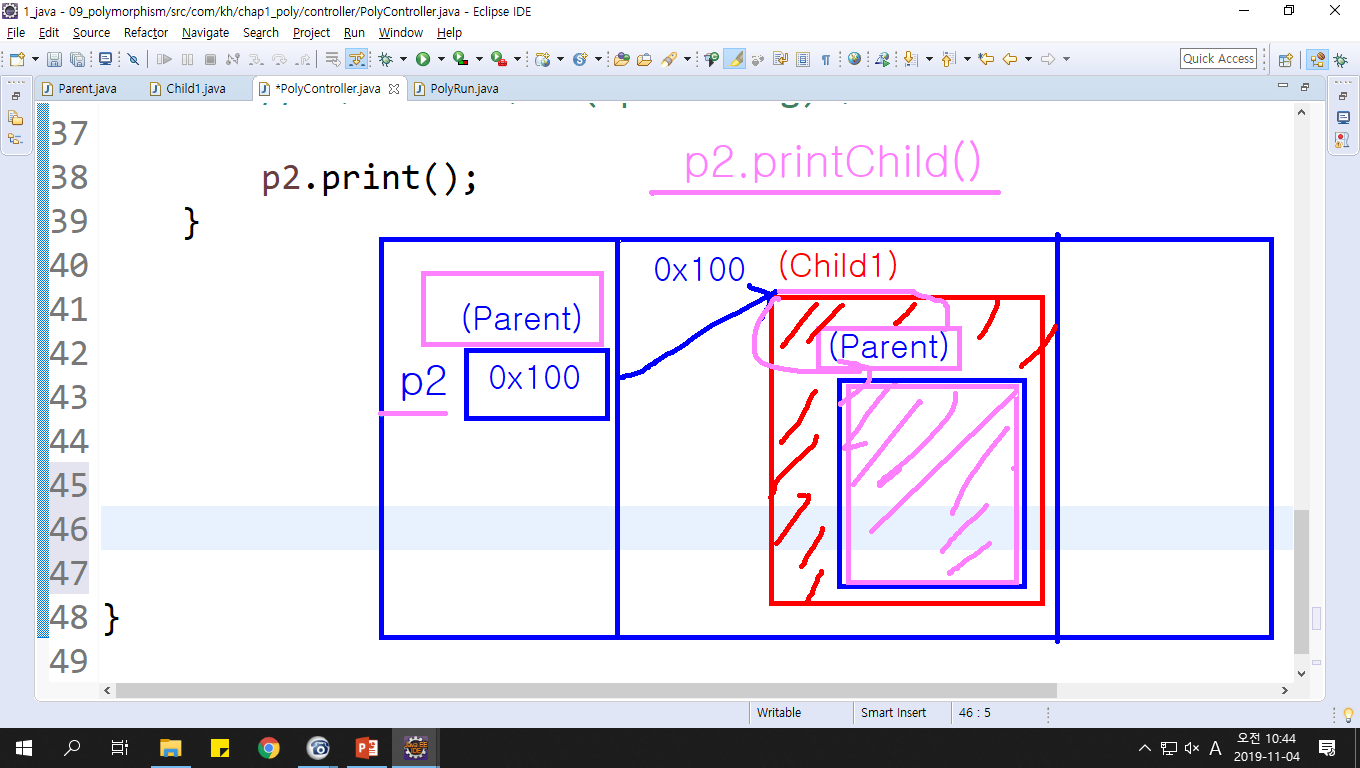 1_java - 09_polymorphism/src/com/kh/chap1_poly/controller/PolyController.java - Eclipse IDE
File Edit Source Refactor Navigate Search Project Run Window Help
Quick Access
Parent.java Child1.java *PolyController.java PolyRun.java
37
38 p2.print(); p2.printChild()
39 }
40 0x100 (Child1)
41 (Parent)
42 (Parent)
p2 0x100
43
44
45
46
47
48 }
49
Writable Smart Insert 46 : 5
A 오전 10:44
2019-11-04